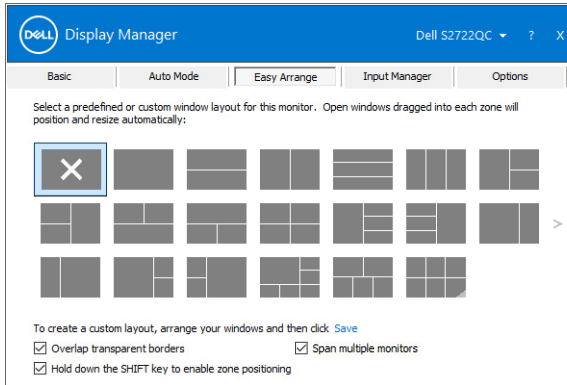 DELL Display Manager Dell S2722QC ? X
Basic Auto Mode Easy Arrange Input Manager Options
Select a predefined or custom window layout for this monitor. Open windows dragged into each zone will
position and resize automatically:
>
To create a custom layout, arrange your windows and then click Save
Overlap transparent borders Span multiple monitors
Hold down the SHIFT key to enable zone positioning